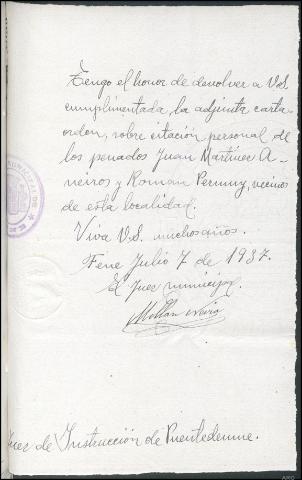 Tengo el honor de devolver a V.S.
cumplimentada, la adjunta carta-
orden, sobre citación personal de
los penados Juan Martínez A-
neiros y Roman Permuy, vecinos
de esta localidad.
Viva V.S. muchos años.
Fene Julio 7 de 1937.
El Juez municipal,
Juez de Instrucción de Puentedeume.